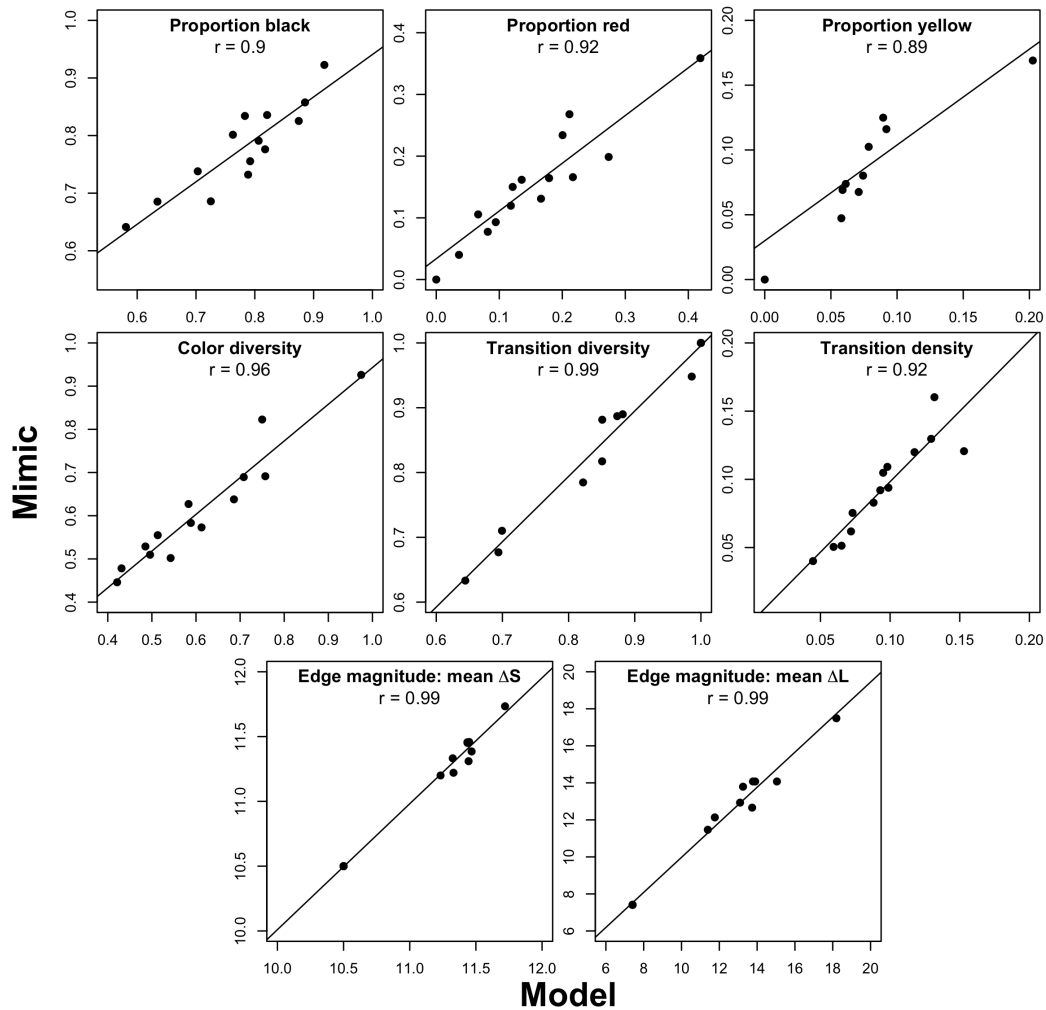 Proportion black
r = 0.9
1.0
0.9
0.8
0.7
0.6
0.6 0.7 0.8 0.9 1.0
Proportion red
r = 0.92
0.4
0.3
0.2
0.1
0.0
0.0 0.1 0.2 0.3 0.4
Proportion yellow
r = 0.89
0.20
0.15
0.10
0.05
0.00
0.00 0.05 0.10 0.15 0.20
Color diversity
r = 0.96
1.0
0.9
0.8
0.7
0.6
0.5
0.4
0.4 0.5 0.6 0.7 0.8 0.9 1.0
Transition diversity
r = 0.99
1.0
0.9
0.8
0.7
0.6
0.6 0.7 0.8 0.9 1.0
Transition density
r = 0.92
0.20
0.15
0.10
0.05
0.05 0.10 0.15 0.20
Mimic
Edge magnitude: mean ΔS
r = 0.99
12.0
11.5
11.0
10.5
10.0
10.0 10.5 11.0 11.5 12.0
Edge magnitude: mean ΔL
r = 0.99
20
18
16
14
12
10
8
6
6 8 10 12 14 16 18 20
Model